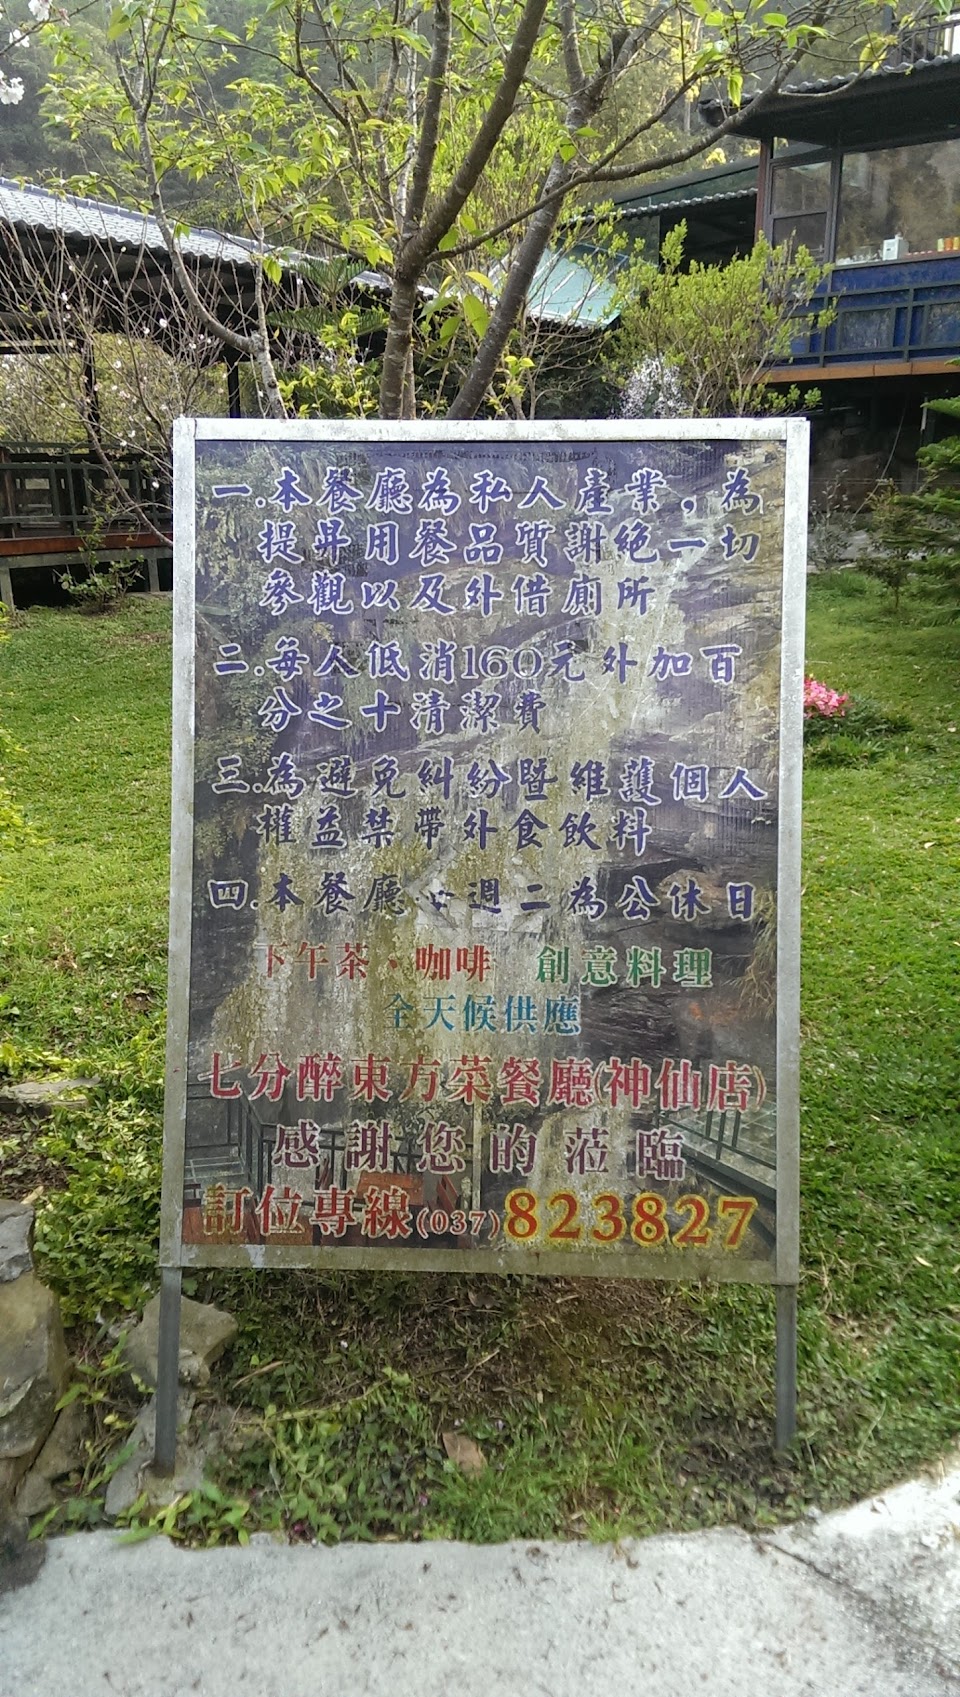 一.本餐廳為私人產業，為
提昇用餐品質謝絕一切
參觀以及外借廁所
二.每人低消160元外加百
分之十清潔費
三.為避免糾紛暨維護個人
權益禁帶外食飲料
四.本餐廳 週二為公休日
下午茶、咖啡 創意料理
全天候供應
七分醉東方菜餐廳(神仙店)
感謝您的蒞臨
訂位專線(037)823827